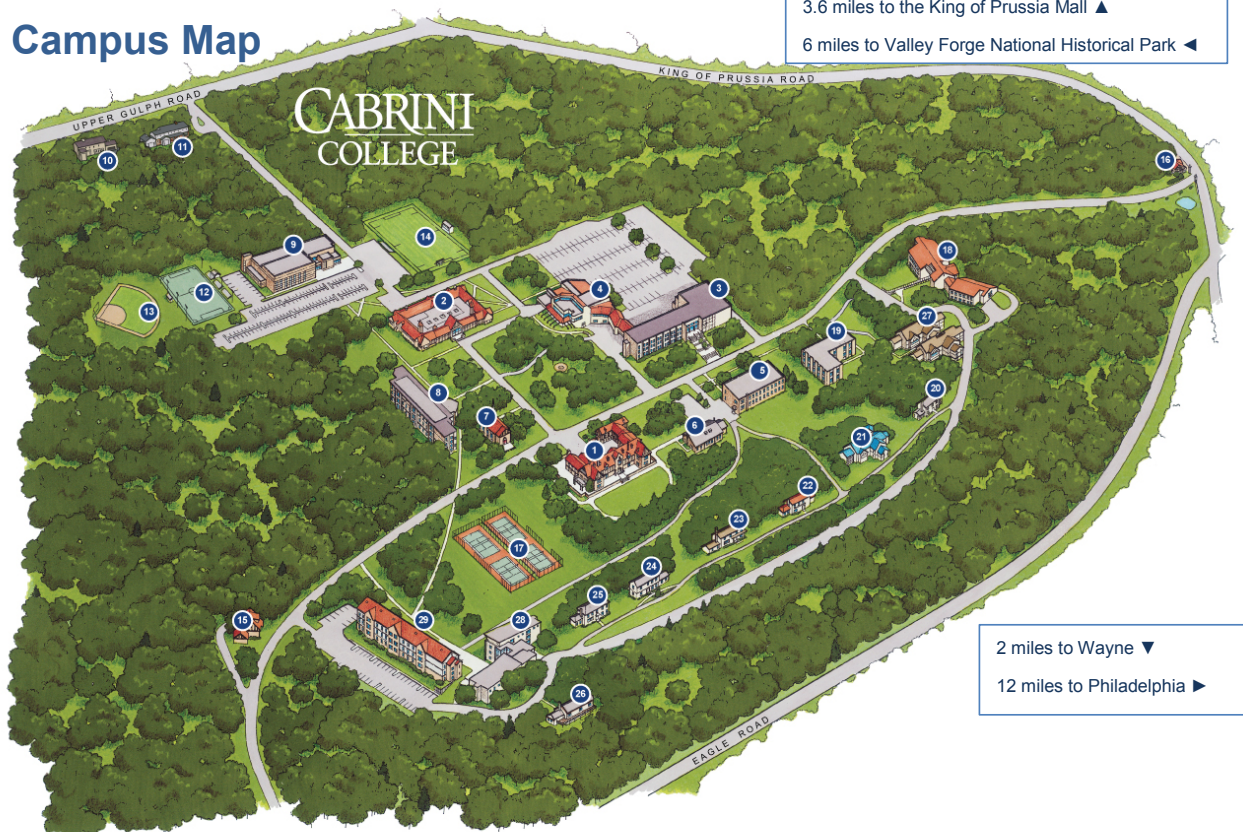 3.6 miles to the King of Prussia Mall ▲
Campus Map
6 miles to Valley Forge National Historical Park ◄
KING OF PRUSSIA ROAD
UPPER GULPH ROAD
CABRINI
COLLEGE
10
11
16
14
9
18
12
13
2
4
3
27
19
5
8
20
7
6
21
1
22
23
17
24
25
15
29
28
26
2 miles to Wayne ▼
12 miles to Philadelphia ►
EAGLE ROAD